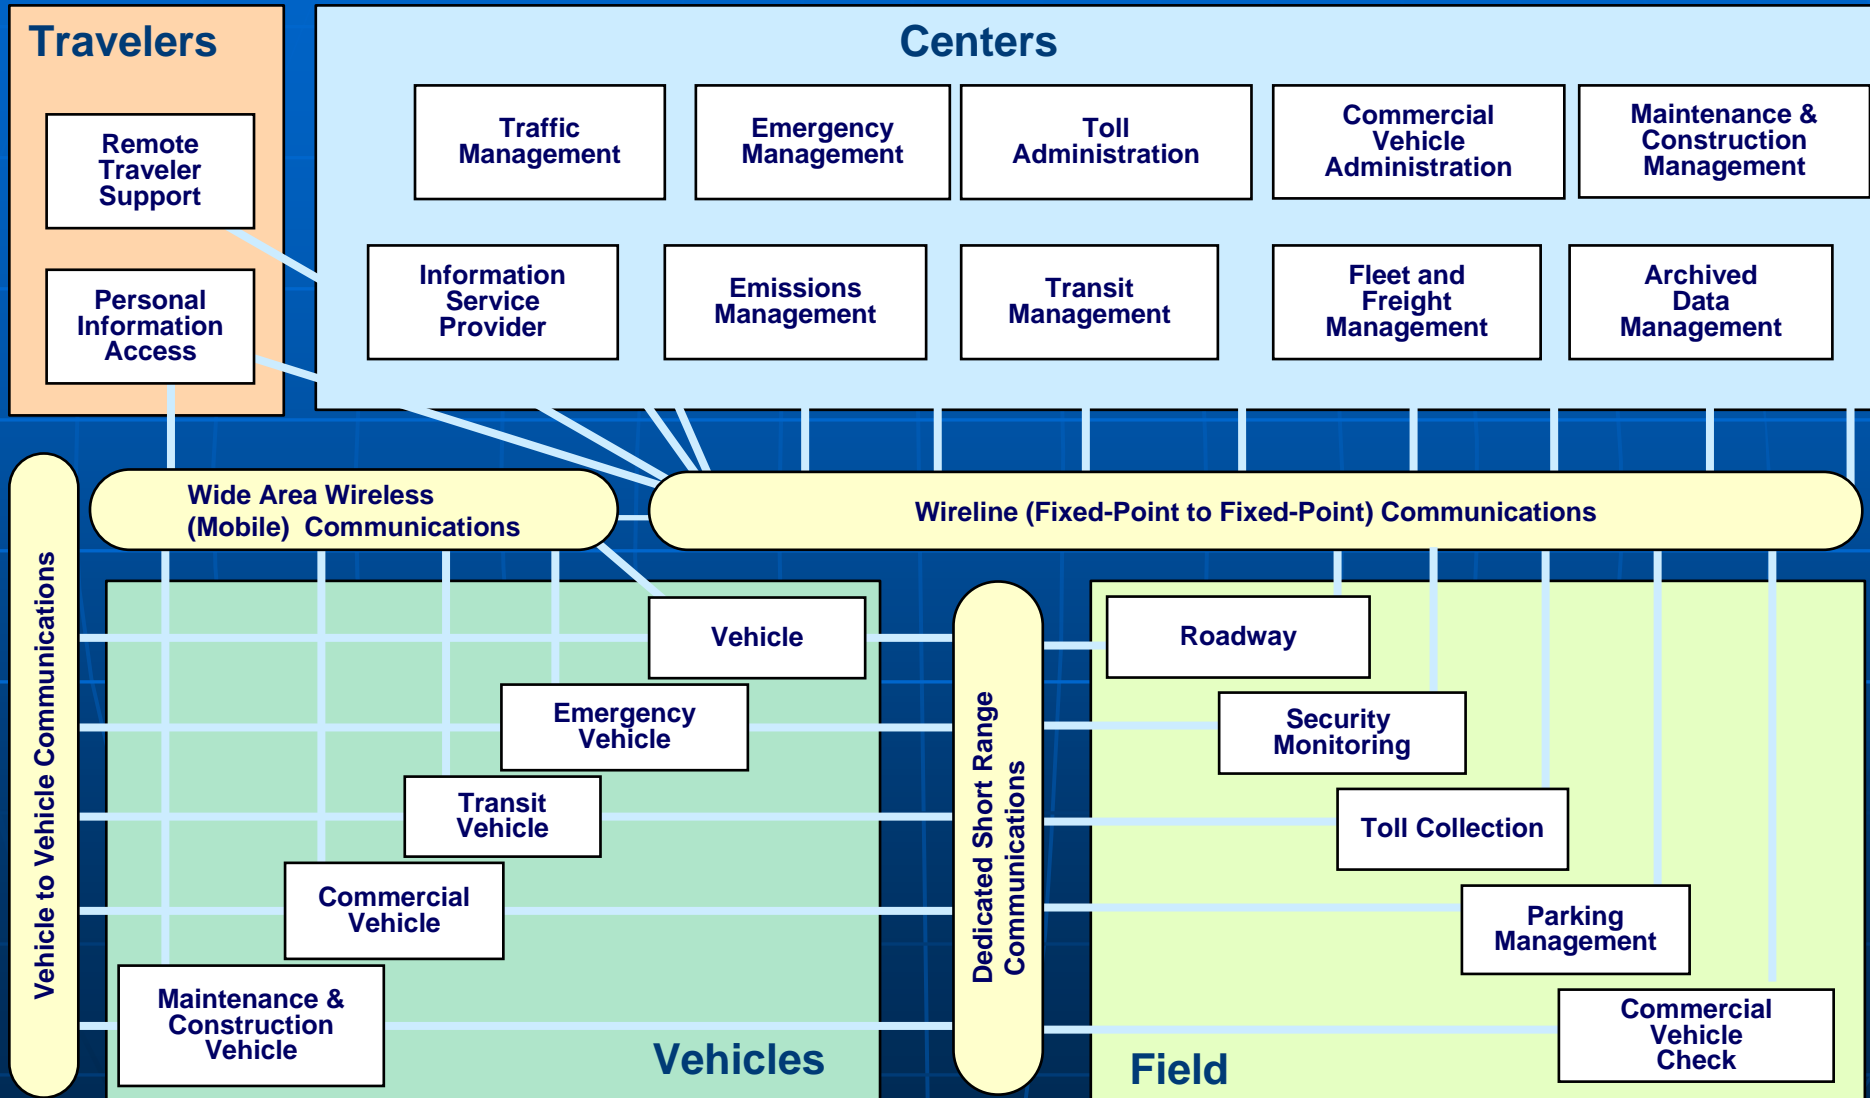 Travelers
Remote
Traveler
Support
Personal
Information
Access
Centers
Traffic
Management
Emergency
Management
Toll
Administration
Commercial
Vehicle
Administration
Maintenance &
Construction
Management
Information
Service
Provider
Emissions
Management
Transit
Management
Fleet and
Freight
Management
Archived
Data
Management
Wide Area Wireless
(Mobile) Communications
Wireline (Fixed-Point to Fixed-Point) Communications
Vehicle to Vehicle Communications
Vehicle
Emergency
Vehicle
Transit
Vehicle
Commercial
Vehicle
Maintenance &
Construction
Vehicle
Vehicles
Dedicated Short Range
Communications
Roadway
Security
Monitoring
Toll Collection
Parking
Management
Commercial
Vehicle
Check
Field